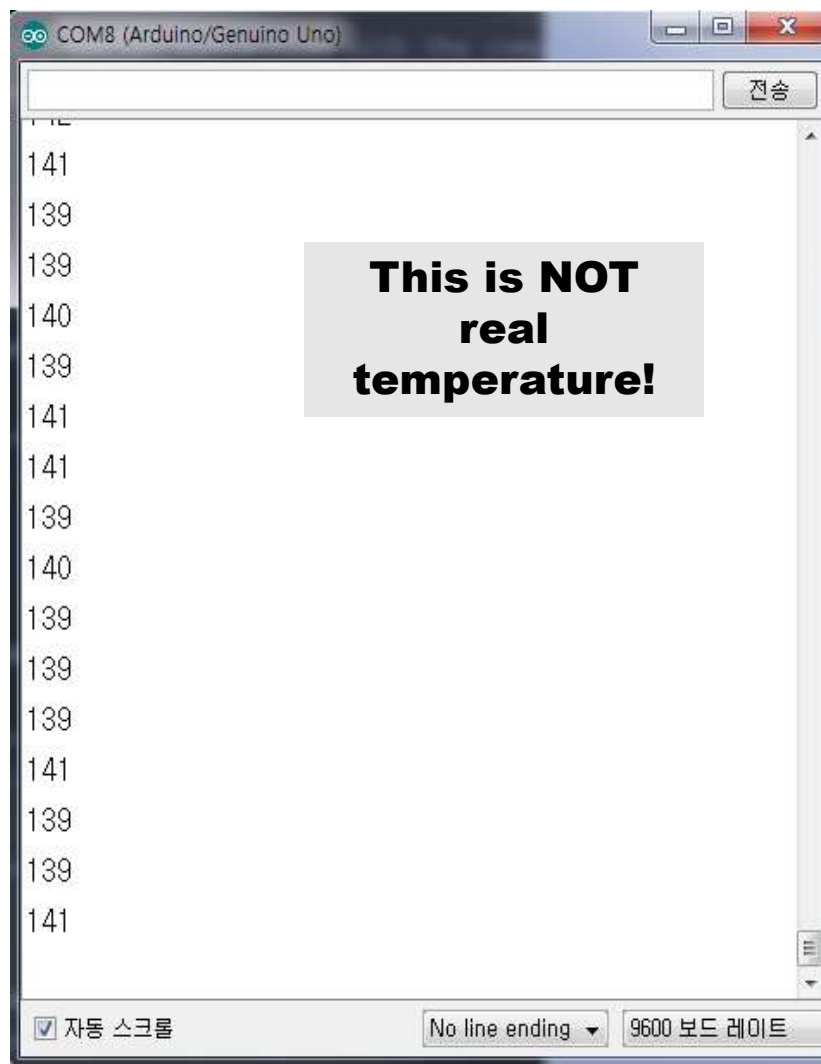 COM8 (Arduino/Genuino Uno)
전송
141
139
139
140
139
141
141
139
140
139
139
139
141
139
139
141
This is NOT
real
temperature!
자동 스크롤
No line ending
9600 보드 레이트